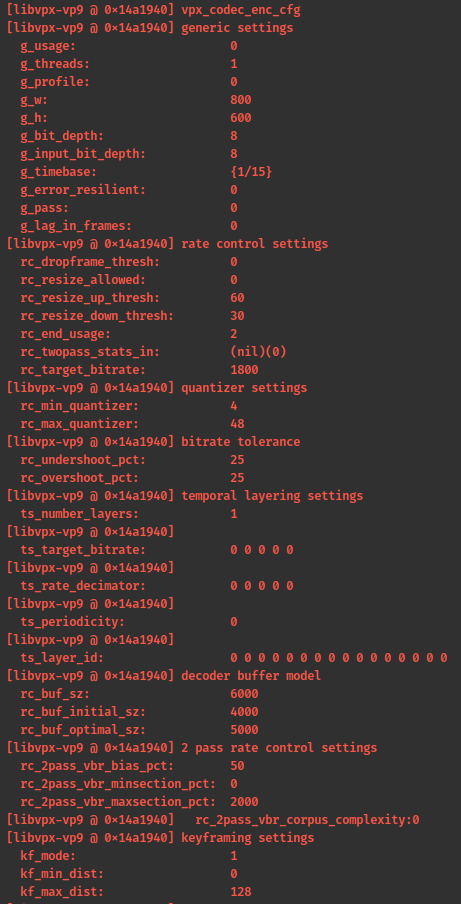 [libvpx-vp9 @ 0×14a1940] vpx_codec_enc_cfg
[libvpx-vp9 @ 0×14a1940] generic settings
  g_usage:                      0
  g_threads:                    1
  g_profile:                    0
  g_w:                          800
  g_h:                          600
  g_bit_depth:                  8
  g_input_bit_depth:            8
  g_timebase:                   {1/15}
  g_error_resilient:            0
  g_pass:                       0
  g_lag_in_frames:              0
[libvpx-vp9 @ 0×14a1940] rate control settings
  rc_dropframe_thresh:          0
  rc_resize_allowed:            0
  rc_resize_up_thresh:          60
  rc_resize_down_thresh:        30
  rc_end_usage:                 2
  rc_twopass_stats_in:          (nil)(0)
  rc_target_bitrate:            1800
[libvpx-vp9 @ 0×14a1940] quantizer settings
  rc_min_quantizer:             4
  rc_max_quantizer:             48
[libvpx-vp9 @ 0×14a1940] bitrate tolerance
  rc_undershoot_pct:            25
  rc_overshoot_pct:             25
[libvpx-vp9 @ 0×14a1940] temporal layering settings
  ts_number_layers:             1
[libvpx-vp9 @ 0×14a1940]
  ts_target_bitrate:            0 0 0 0 0
[libvpx-vp9 @ 0×14a1940]
  ts_rate_decimator:            0 0 0 0 0
[libvpx-vp9 @ 0×14a1940]
  ts_periodicity:               0
[libvpx-vp9 @ 0×14a1940]
  ts_layer_id:                  0 0 0 0 0 0 0 0 0 0 0 0 0 0 0 0
[libvpx-vp9 @ 0×14a1940] decoder buffer model
  rc_buf_sz:                    6000
  rc_buf_initial_sz:            4000
  rc_buf_optimal_sz:            5000
[libvpx-vp9 @ 0×14a1940] 2 pass rate control settings
  rc_2pass_vbr_bias_pct:        50
  rc_2pass_vbr_minsection_pct:  0
  rc_2pass_vbr_maxsection_pct:  2000
[libvpx-vp9 @ 0×14a1940]   rc_2pass_vbr_corpus_complexity:0
[libvpx-vp9 @ 0×14a1940] keyframing settings
  kf_mode:                      1
  kf_min_dist:                  0
  kf_max_dist:                  128